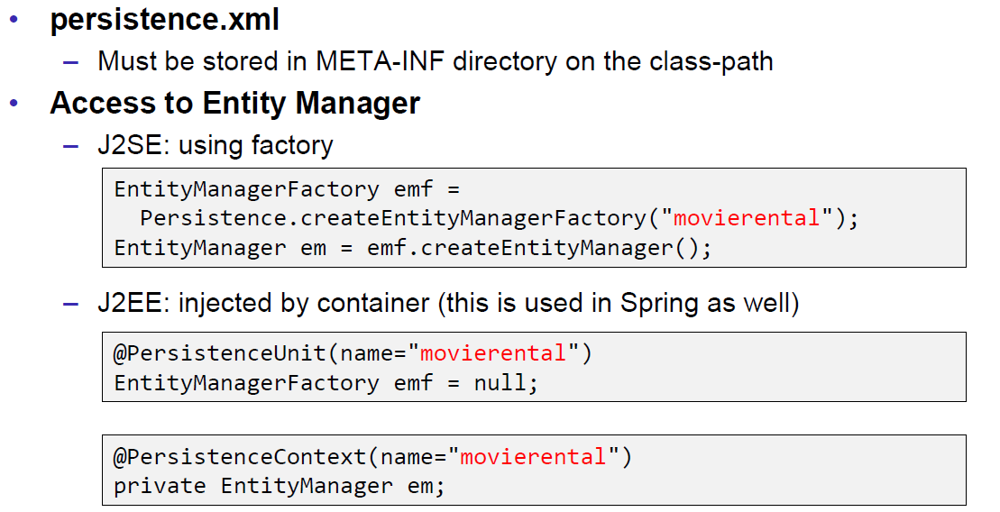 • persistence.xml
– Must be stored in META-INF directory on the class-path
• Access to Entity Manager
– J2SE: using factory
EntityManagerFactory emf =
Persistence.createEntityManagerFactory("movierental");
EntityManager em = emf.createEntityManager();
– J2EE: injected by container (this is used in Spring as well)
@PersistenceUnit(name="movierental")
EntityManagerFactory emf = null;
@PersistenceContext(name="movierental")
private EntityManager em;